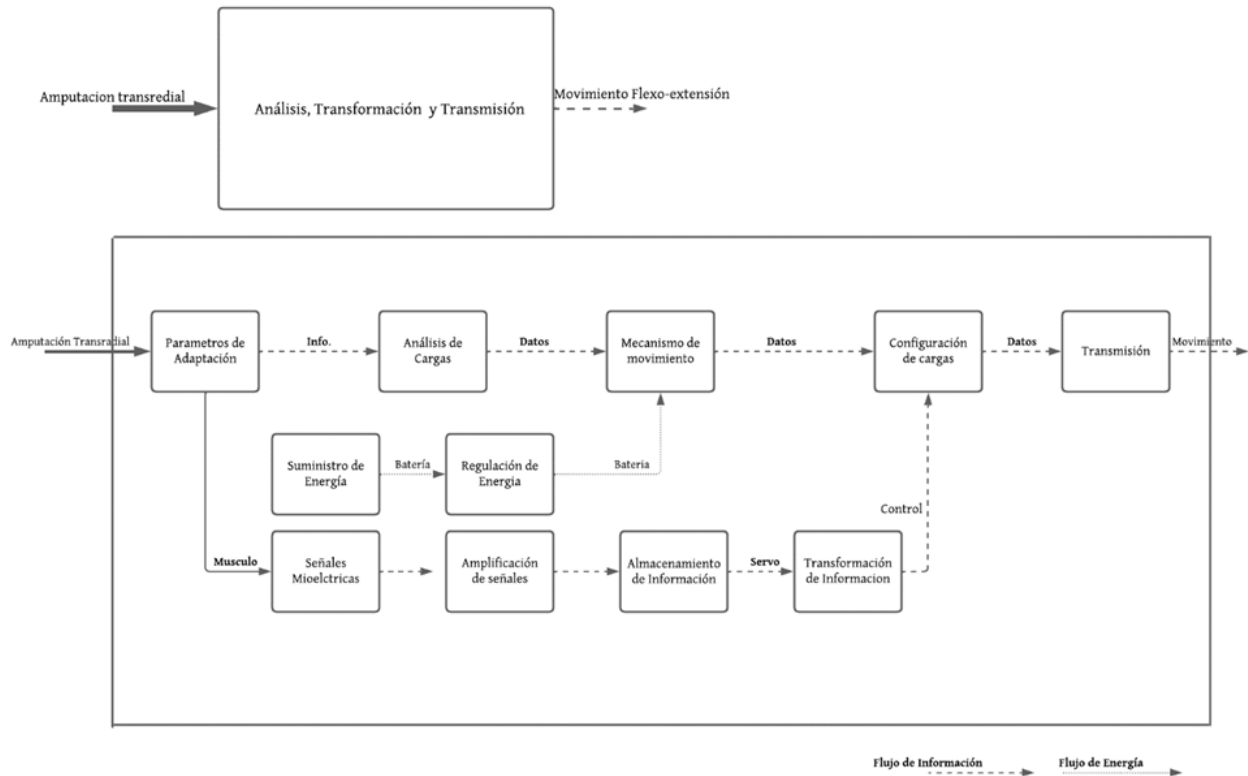 Amputacion transredial
Análisis, Transformación y Transmisión
Movimiento Flexo-extensión
Amputación Transradial
Parametros de
Adaptación
Info.
Análisis de
Cargas
Datos
Mecanismo de
movimiento
Datos
Configuración
de cargas
Datos
Transmisión
Movimiento
Suministro de
Energía
Batería
Regulación de
Energia
Bateria
Control
Musculo
Señales
Mioelctricas
Amplificación
de señales
Almacenamiento
de Información
Servo
Transformación
de Informacion
Flujo de Información
Flujo de Energía